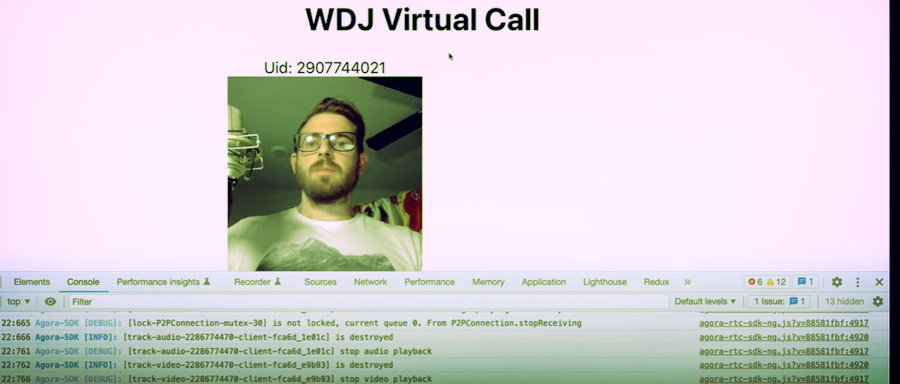 WDJ Virtual Call
Uid: 2907744021
Elements Console Performance insights Recorder Sources Network Performance Memory Application Lighthouse Redux » 6 12 1
top ▼ Filter Default levels ▼ 1 Issue: 1 13 hidden
22:665 Agora-SDK [DEBUG]: [lock-P2PConnection-mutex-30] is not locked, current queue 0. From P2PConnection.stopReceiving agora-rtc-sdk-ng.js?v=88581fbf:4917
22:666 Agora-SDK [INFO]: [track-audio-2286774470-client-fca6d_1e01c] is destroyed agora-rtc-sdk-ng.js?v=88581fbf:4920
22:761 Agora-SDK [DEBUG]: [track-audio-2286774470-client-fca6d_1e01c] stop audio playback agora-rtc-sdk-ng.js?v=88581fbf:4917
22:762 Agora-SDK [INFO]: [track-video-2286774470-client-fca6d_e9b93] is destroyed agora-rtc-sdk-ng.js?v=88581fbf:4920
22:766 Agora-SDK [DEBUG]: [track-video-2286774470-client-fca6d_e9b93] stop video playback agora-rtc-sdk-ng.js?v=88581fbf:4917